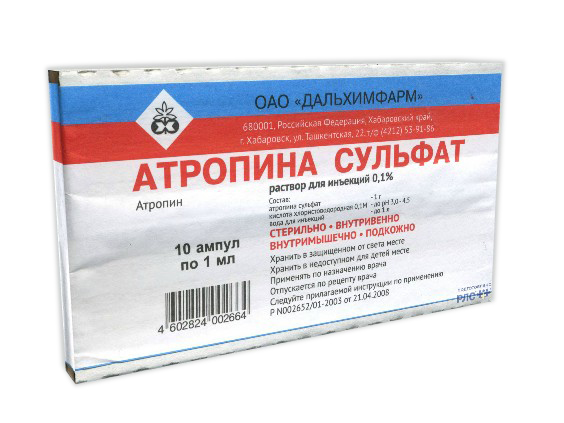 ОАО «ДАЛЬХИМФАРМ»
680001, Российская Федерация, Хабаровский край,
г. Хабаровск, ул.Ташкентская, 22.т/ф (4212) 53-91-86
АТРОПИНА СУЛЬФАТ
Атропин
раствор для инъекций 0,1%
Состав:
атропина сульфат - 1 г
кислота хлористоводородная 0,1М - до pH 3,0 - 4,5
вода для инъекций - до 1 л
СТЕРИЛЬНО • ВНУТРИВЕННО
ВНУТРИМЫШЕЧНО • ПОДКОЖНО
10 ампул
по 1 мл
Хранить в защищенном от света месте
Хранить в недоступном для детей месте
Применять по назначению врача
Отпускается по рецепту врача
Следуйте прилагаемой инструкции по применению
Р N002652/01-2003 от 21.04.2008
4 602824 002664
РЛС